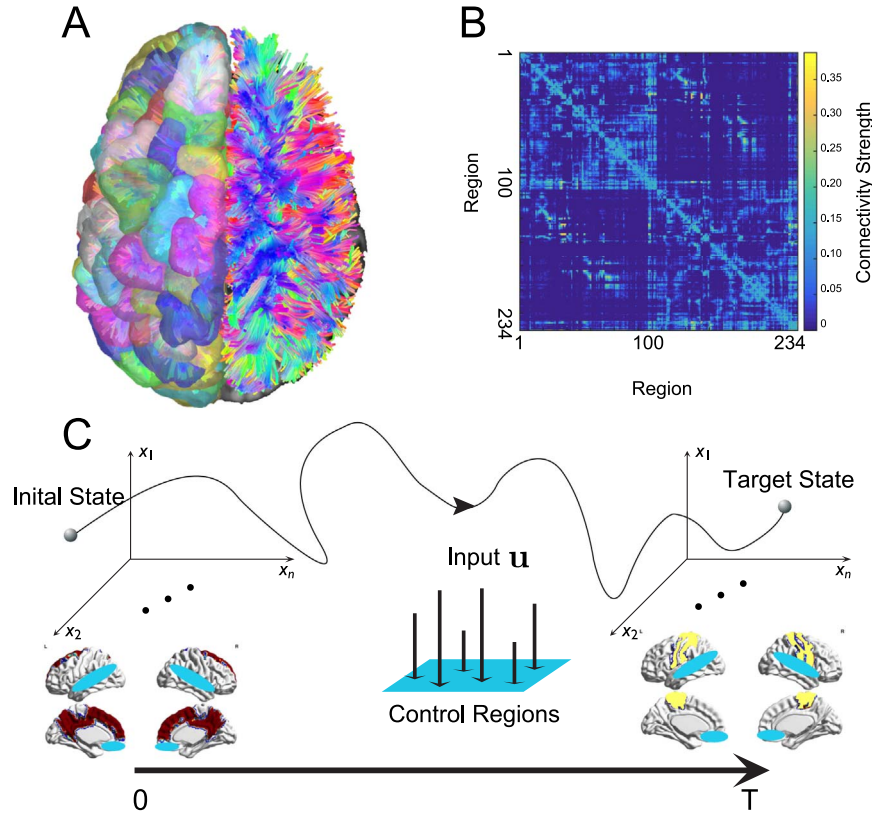 A
B
1
100
234
Region
1
100
234
Region
0.35
0.30
0.25
0.20
0.15
0.10
0.05
0
Connectivity Strength
C
x1
Inital State
xn
x2
Input u
Control Regions
x1
Target State
xn
x2
L
R
L
R
0
T